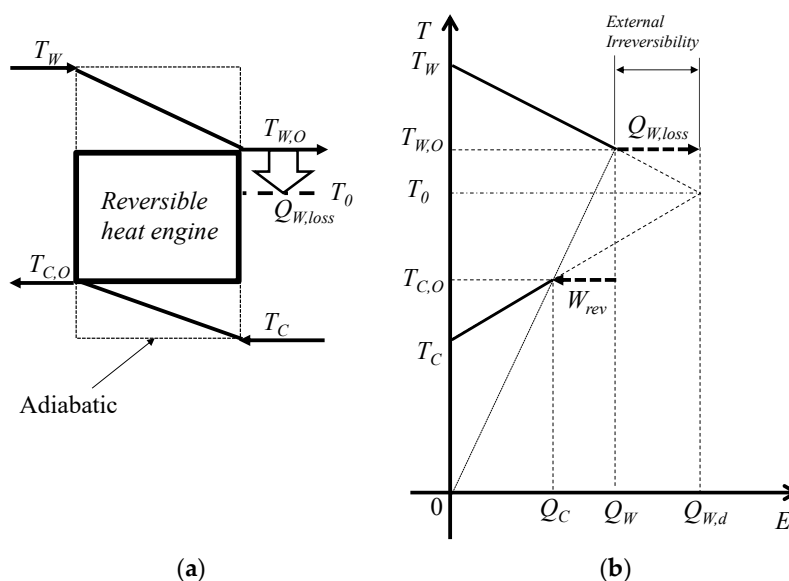 T_W
T_{W,O}
Reversible
heat engine
T_0
Q_{W,loss}
T_{C,O}
T_C
Adiabatic
(a)
External
Irreversibility
T
T_W
T_{W,O}
Q_{W,loss}
T_0
T_{C,O}
W_{rev}
T_C
0
Q_C
Q_W
Q_{W,d}
E
(b)